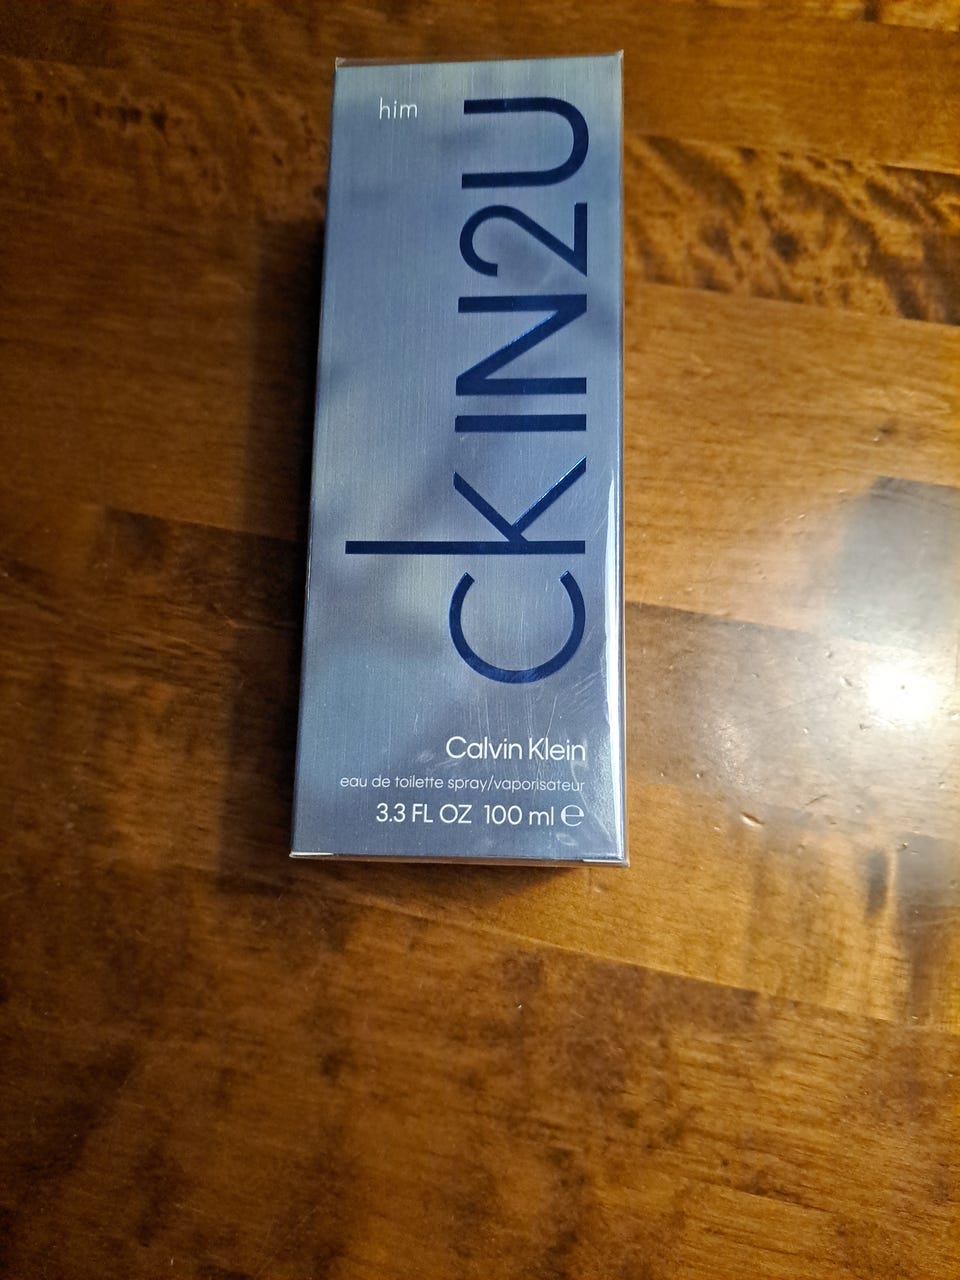 him
ckIN2U
Calvin Klein
eau de toilette spray/vaporisateur
3.3 FL OZ 100 ml ℮